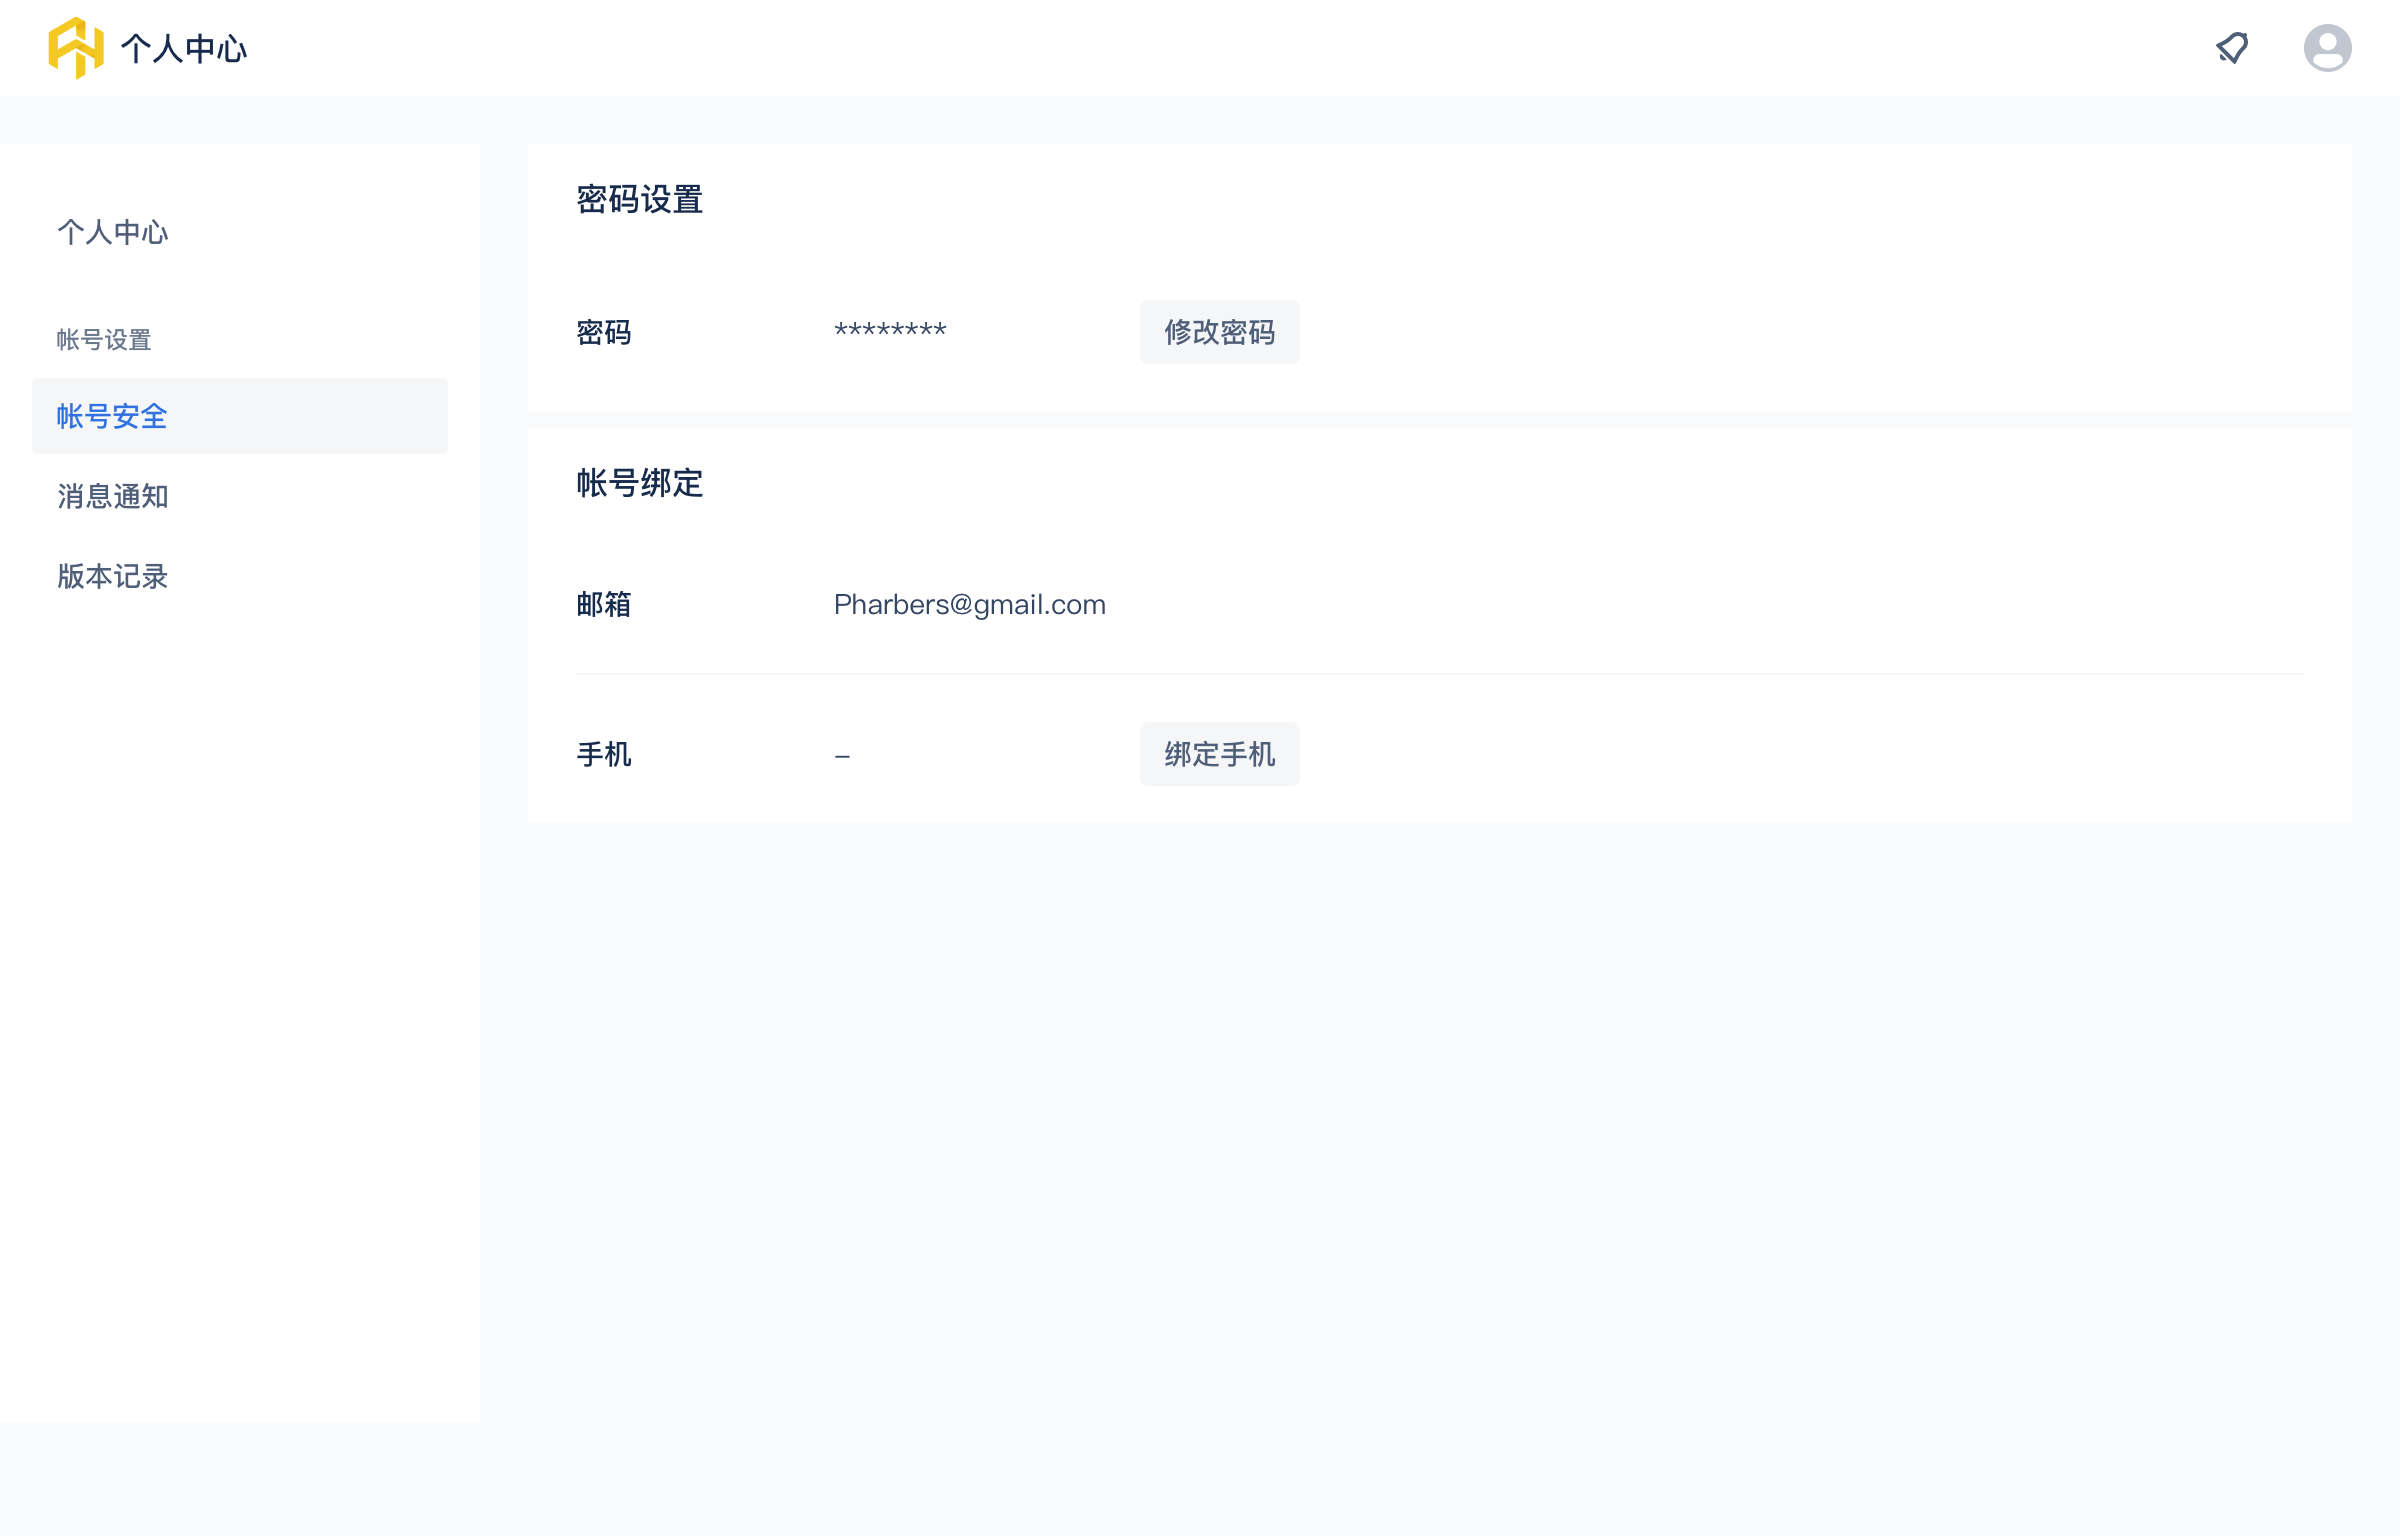 个人中心
个人中心
帐号设置
帐号安全
消息通知
版本记录
密码设置
密码 ******** 修改密码
帐号绑定
邮箱 Pharbers@gmail.com
手机 – 绑定手机